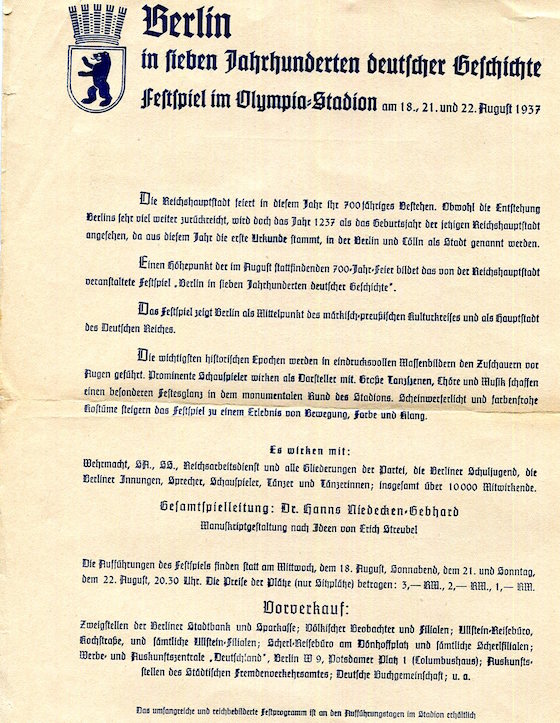 Berlin
in sieben Jahrhunderten deutscher Geschichte
Festspiel im Olympia-Stadion am 18., 21. und 22. August 1937
Die Reichshauptstadt feiert in diesem Jahr ihr 700jähriges Bestehen. Obwohl die Entstehung
Berlins sehr viel weiter zurückreicht, wird doch das Jahr 1237 als das Geburtsjahr der jetzigen Reichshauptstadt
angesehen, da aus diesem Jahr die erste Urkunde stammt, in der Berlin und Cölln als Stadt genannt werden.
Einen Höhepunkt der im August stattfindenden 700-Jahr-Feier bildet das von der Reichshauptstadt
veranstaltete Festspiel „Berlin in sieben Jahrhunderten deutscher Geschichte“.
Das Festspiel zeigt Berlin als Mittelpunkt des märkisch-preußischen Kulturkreises und als Hauptstadt
des Deutschen Reiches.
Die wichtigsten historischen Epochen werden in eindrucksvollen Massenbildern den Zuschauern vor
Augen geführt. Prominente Schauspieler wirken als Darsteller mit. Große Tanzszenen, Chöre und Musik schaffen
einen besonderen Festesglanz in dem monumentalen Rund des Stadions. Scheinwerferlicht und farbenfrohe
Kostüme steigern das Festspiel zu einem Erlebnis von Bewegung, Farbe und Klang.
Es wirken mit:
Wehrmacht, SA., SS., Reichsarbeitsdienst und alle Gliederungen der Partei, die Berliner Schuljugend, die
Berliner Innungen, Sprecher, Schauspieler, Tänzer und Tänzerinnen; insgesamt über 10000 Mitwirkende.
Gesamtspielleitung: Dr. Hanns Niedecken-Gebhard
Manuskriptgestaltung nach Ideen von Erich Streubel
Die Aufführungen des Festspiels finden statt am Mittwoch, dem 18. August, Sonnabend, dem 21. und Sonntag,
dem 22. August, 20.30 Uhr. Die Preise der Plätze (nur Sitzplätze) betragen: 3,— RM., 2,— RM., 1,— RM.
Vorverkauf:
Zweigstellen der Berliner Stadtbank und Sparkasse; Völkischer Beobachter und Filialen; Ullstein-Reisebüro,
Kochstraße, und sämtliche Ullstein-Filialen; Scherl-Reisebüro am Dönhoffplatz und sämtliche Scherlfilialen;
Werbe- und Auskunftszentrale „Deutschland“, Berlin W 9, Potsdamer Platz 1 (Columbushaus); Auskunfts-
stellen des Städtischen Fremdenverkehrsamtes; Deutsche Buchgemeinschaft; u. a.
Das umfangreiche und reichbebilderte Festprogramm ist an den Aufführungstagen im Stadion erhältlich